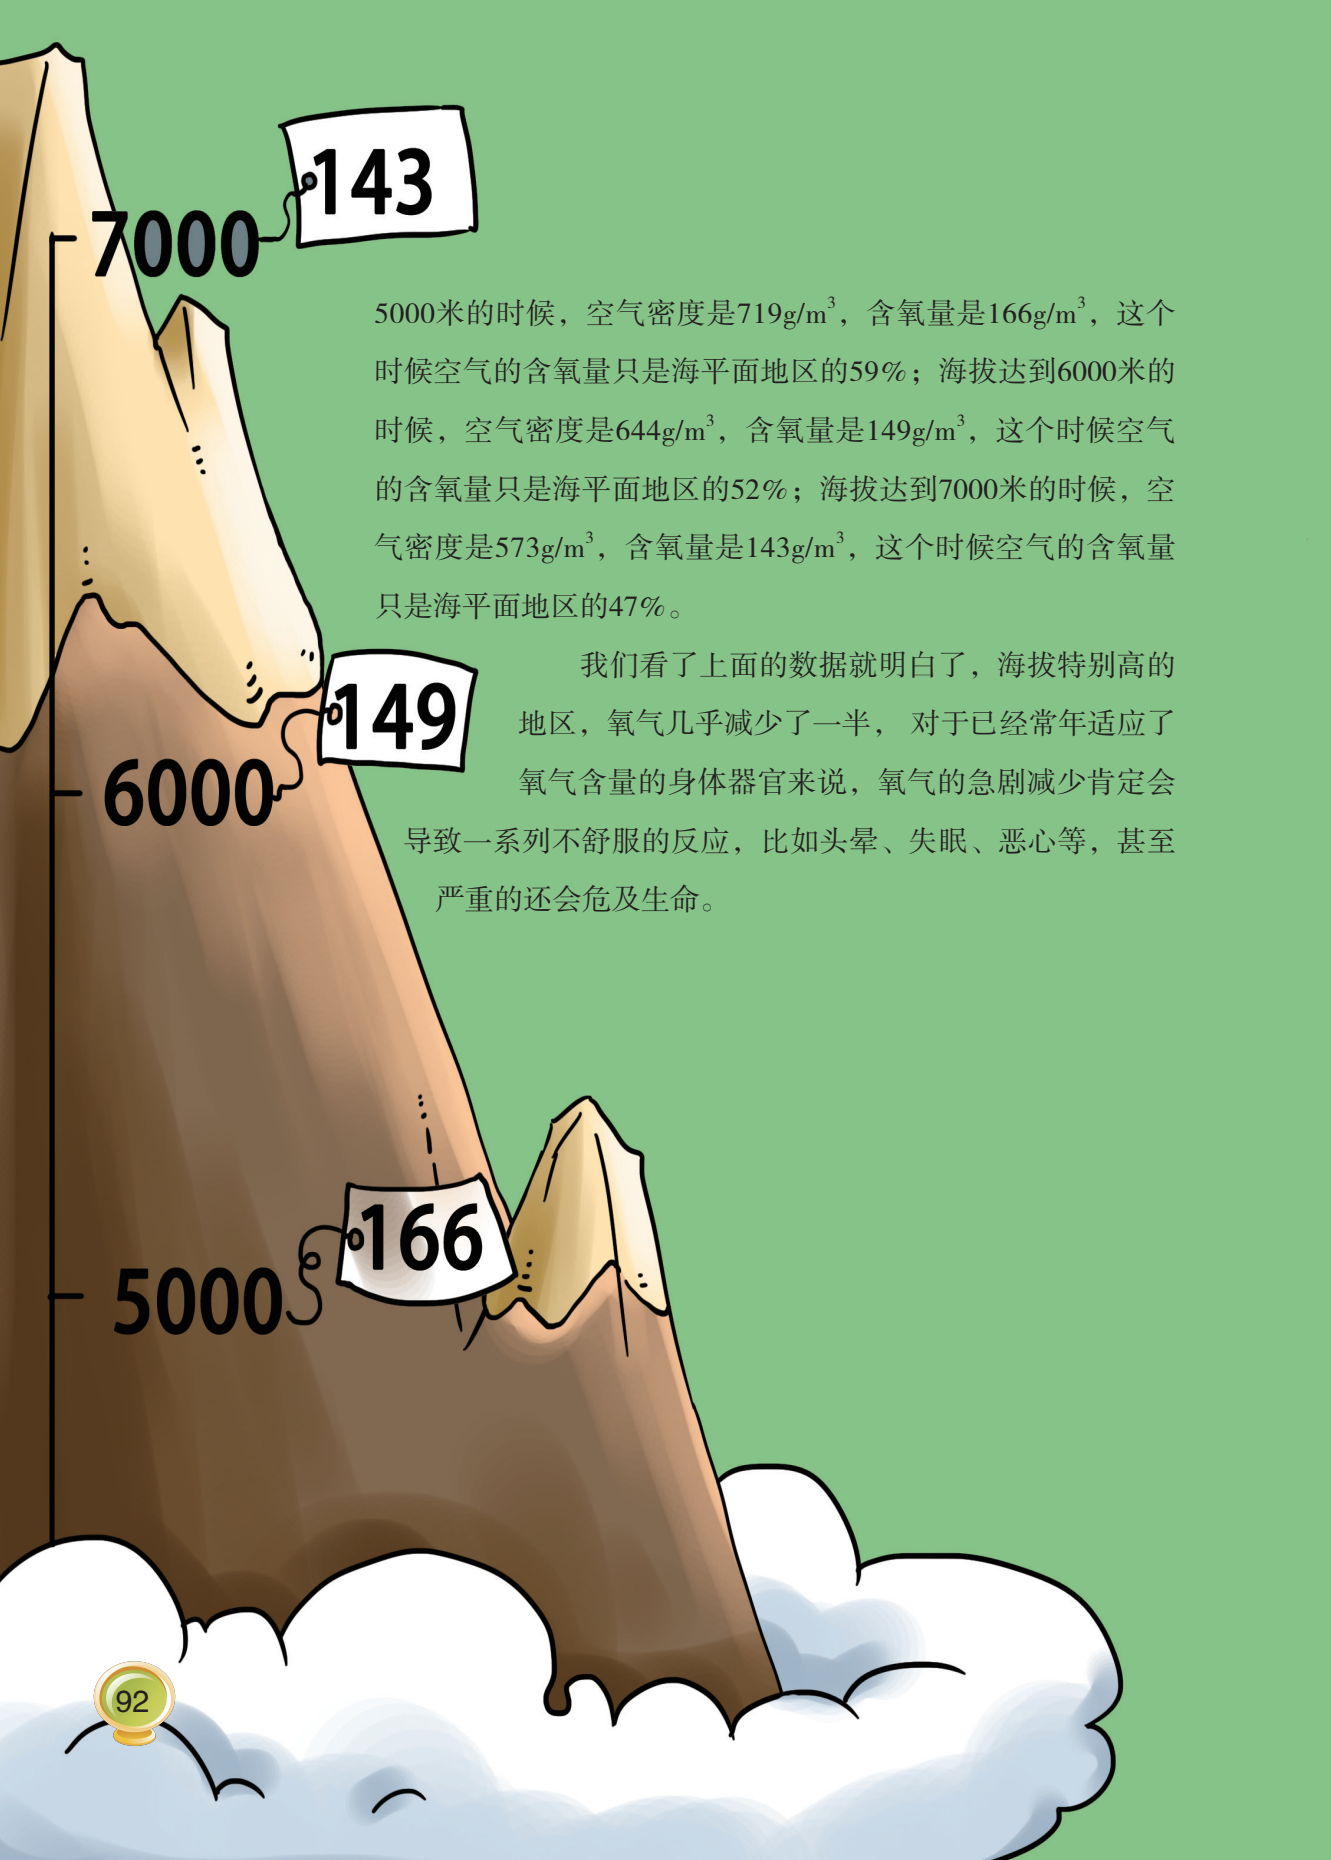 143
7000
5000米的时候，空气密度是719g/m³，含氧量是166g/m³，这个
时候空气的含氧量只是海平面地区的59%；海拔达到6000米的
时候，空气密度是644g/m³，含氧量是149g/m³，这个时候空气
的含氧量只是海平面地区的52%；海拔达到7000米的时候，空
气密度是573g/m³，含氧量是143g/m³，这个时候空气的含氧量
只是海平面地区的47%。
我们看了上面的数据就明白了，海拔特别高的
地区，氧气几乎减少了一半， 对于已经常年适应了
氧气含量的身体器官来说，氧气的急剧减少肯定会
导致一系列不舒服的反应，比如头晕、失眠、恶心等，甚至
严重的还会危及生命。
149
6000
166
5000
92